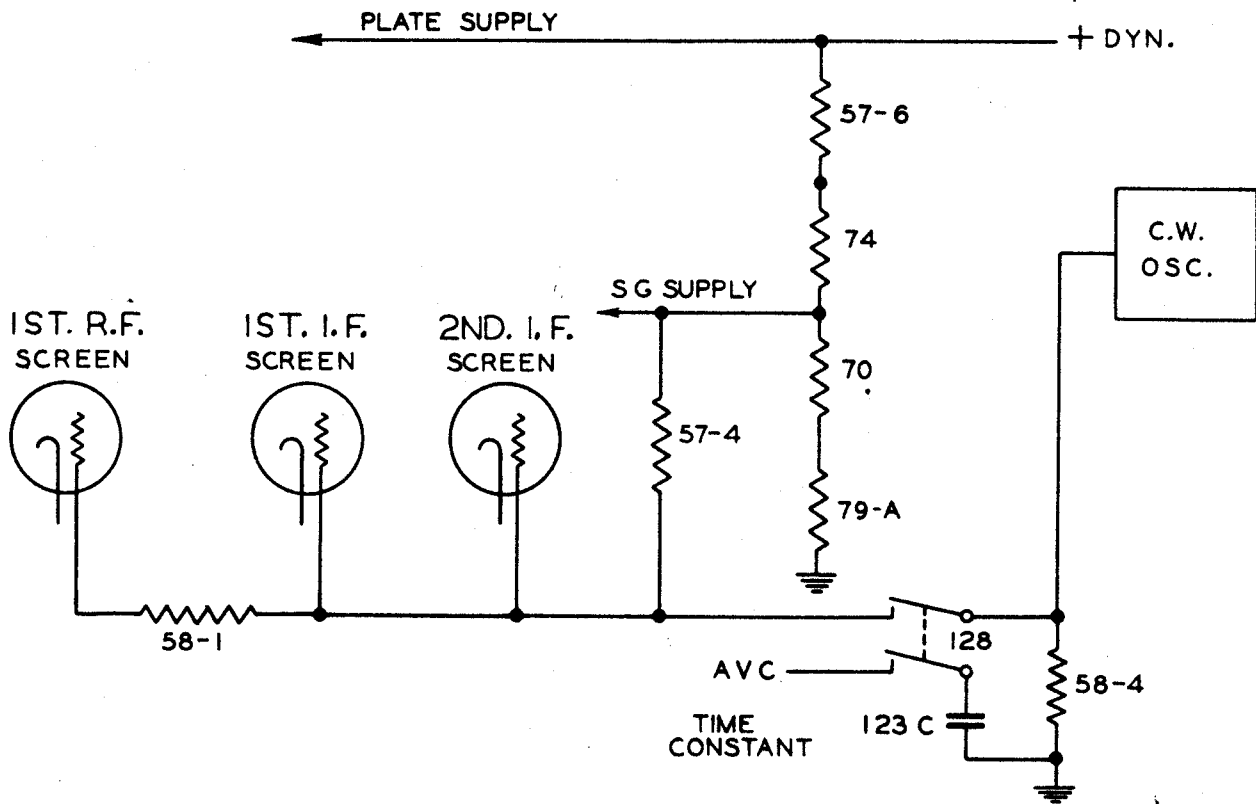 PLATE SUPPLY
+ DYN.
57-6
74
C.W.
OSC.
S G SUPPLY
1ST. R.F.
SCREEN
1ST. I.F.
SCREEN
2ND. I.F.
SCREEN
70
57-4
79-A
58-1
128
AVC
58-4
TIME
CONSTANT
123 C